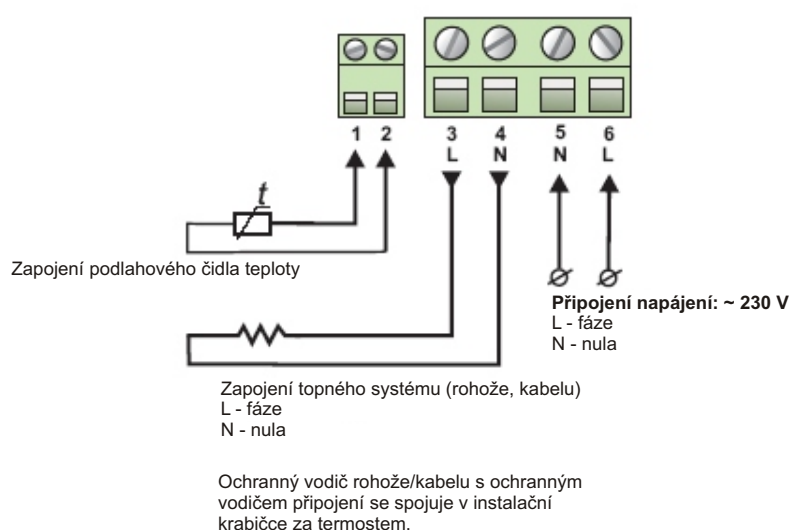 1 2 3 4 5 6
L N N L
t
Zapojení podlahového čidla teploty
Připojení napájení: ~ 230 V
L - fáze
N - nula
Zapojení topného systému (rohože, kabelu)
L - fáze
N - nula
Ochranný vodič rohože/kabelu s ochranným
vodičem připojení se spojuje v instalační
krabičce za termostem.